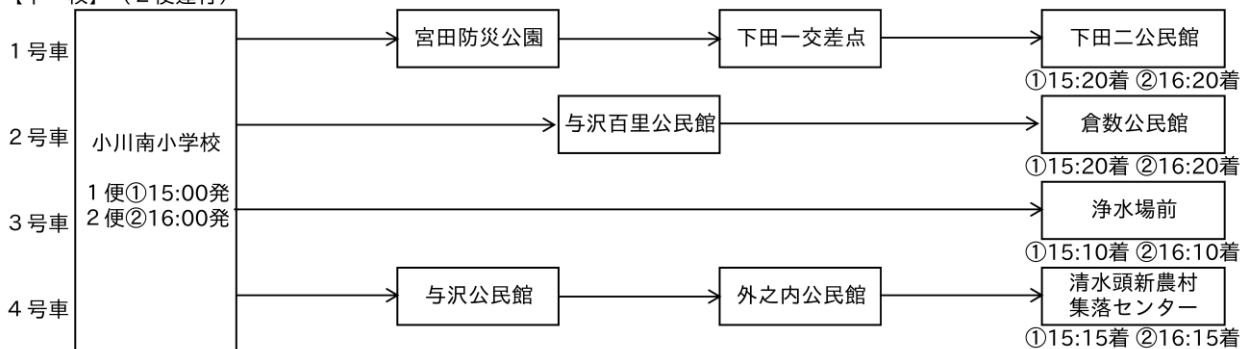 1号車
宮田防災公園
下田一交差点
下田二公民館
①15:20着 ②16:20着
2号車
与沢百里公民館
倉数公民館
①15:20着 ②16:20着
小川南小学校
1便①15:00発
2便②16:00発
3号車
浄水場前
①15:10着 ②16:10着
4号車
与沢公民館
外之内公民館
清水頭新農村
集落センター
①15:15着 ②16:15着